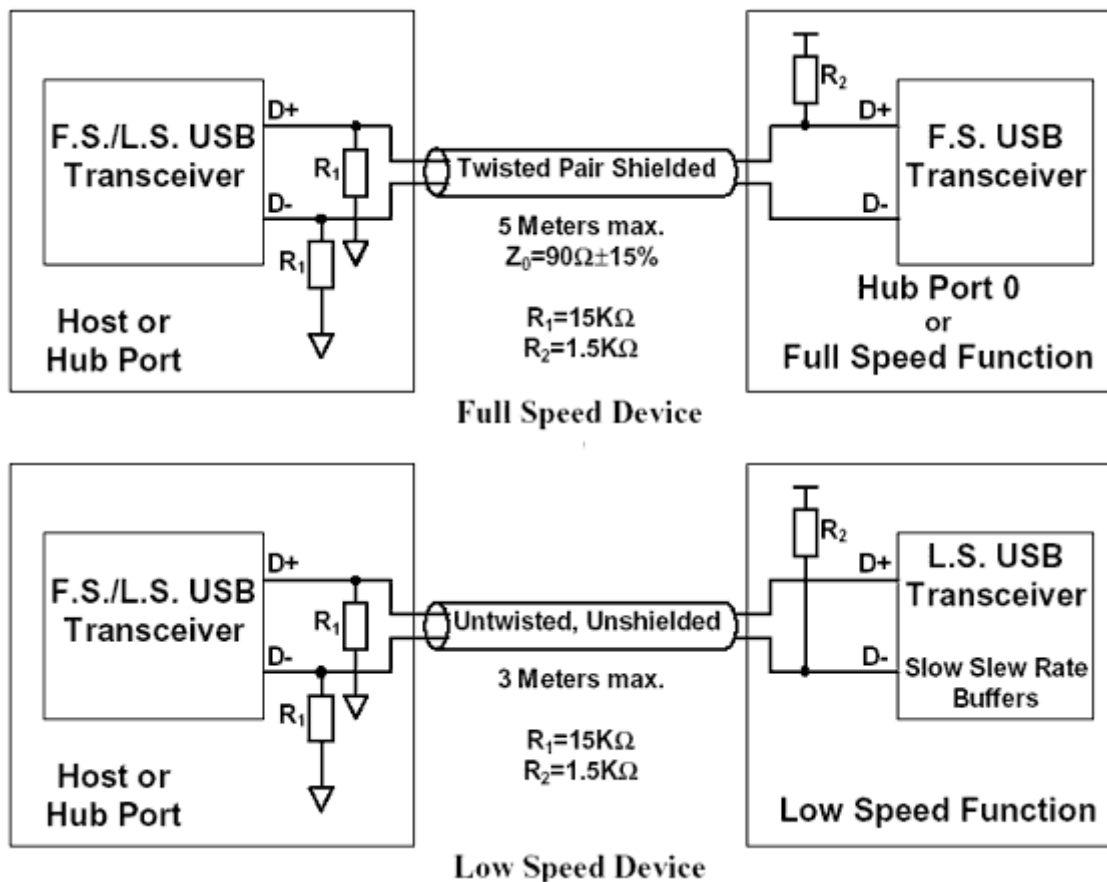 F.S./L.S. USB
Transceiver
D+
D-
R₁
R₁
Host or
Hub Port
Twisted Pair Shielded
5 Meters max.
Z₀=90Ω±15%
R₁=15KΩ
R₂=1.5KΩ
R₂
D+
D-
F.S. USB
Transceiver
Hub Port 0
or
Full Speed Function
Full Speed Device
F.S./L.S. USB
Transceiver
D+
D-
R₁
R₁
Host or
Hub Port
Untwisted, Unshielded
3 Meters max.
R₁=15KΩ
R₂=1.5KΩ
R₂
D+
D-
L.S. USB
Transceiver
Slow Slew Rate
Buffers
Low Speed Function
Low Speed Device